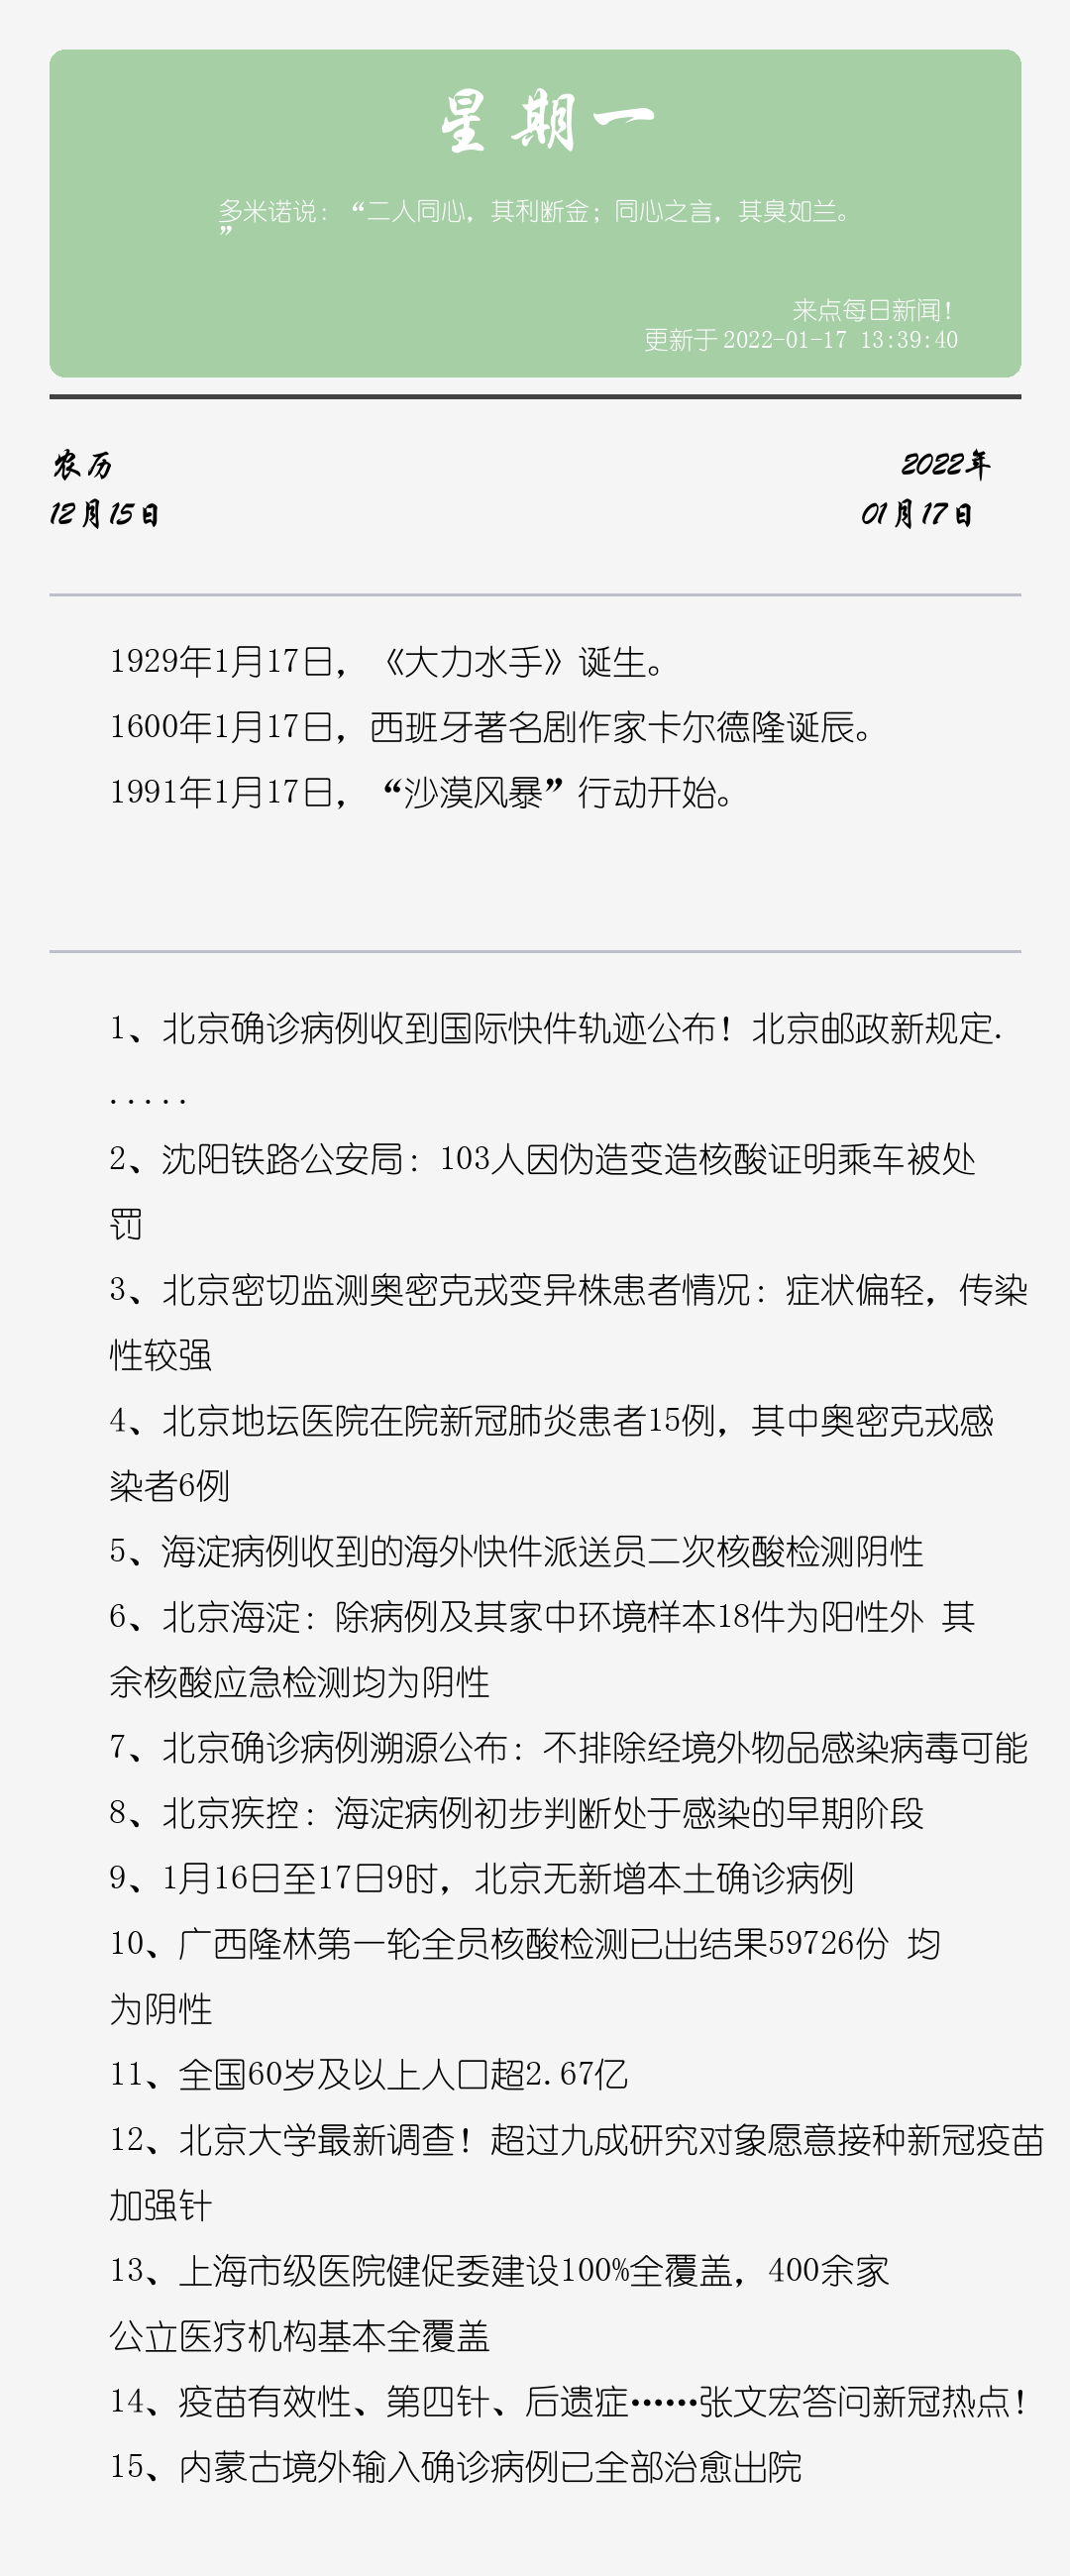 星期一
多米诺说：“二人同心，其利断金；同心之言，其臭如兰。
”
来点每日新闻！
更新于2022-01-17 13:39:40
农历
2022年
12月15日
01月17日
1929年1月17日，《大力水手》诞生。
1600年1月17日，西班牙著名剧作家卡尔德隆诞辰。
1991年1月17日，“沙漠风暴”行动开始。
1、北京确诊病例收到国际快件轨迹公布！北京邮政新规定.
.....
2、沈阳铁路公安局：103人因伪造变造核酸证明乘车被处
罚
3、北京密切监测奥密克戎变异株患者情况：症状偏轻，传染
性较强
4、北京地坛医院在院新冠肺炎患者15例，其中奥密克戎感
染者6例
5、海淀病例收到的海外快件派送员二次核酸检测阴性
6、北京海淀：除病例及其家中环境样本18件为阳性外 其
余核酸应急检测均为阴性
7、北京确诊病例溯源公布：不排除经境外物品感染病毒可能
8、北京疾控：海淀病例初步判断处于感染的早期阶段
9、1月16日至17日9时，北京无新增本土确诊病例
10、广西隆林第一轮全员核酸检测已出结果59726份 均
为阴性
11、全国60岁及以上人口超2.67亿
12、北京大学最新调查！超过九成研究对象愿意接种新冠疫苗
加强针
13、上海市级医院健促委建设100%全覆盖，400余家
公立医疗机构基本全覆盖
14、疫苗有效性、第四针、后遗症……张文宏答问新冠热点！
15、内蒙古境外输入确诊病例已全部治愈出院